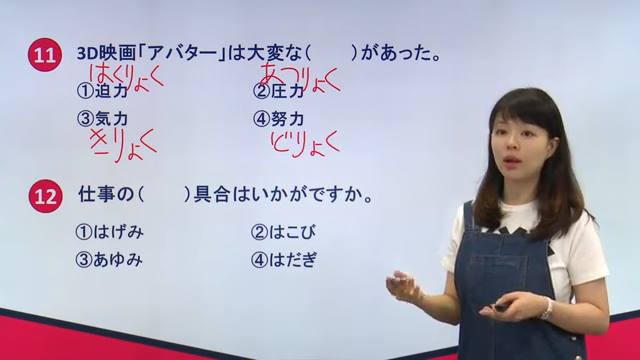 11 3D映画「アバター」は大変な(　　)があった。
はくりょく あつりょく
①迫力 ②圧力
③気力 ④努力
きりょく どりょく
12 仕事の(　　)具合はいかがですか。
①はげみ ②はこび
③あゆみ ④はだぎ